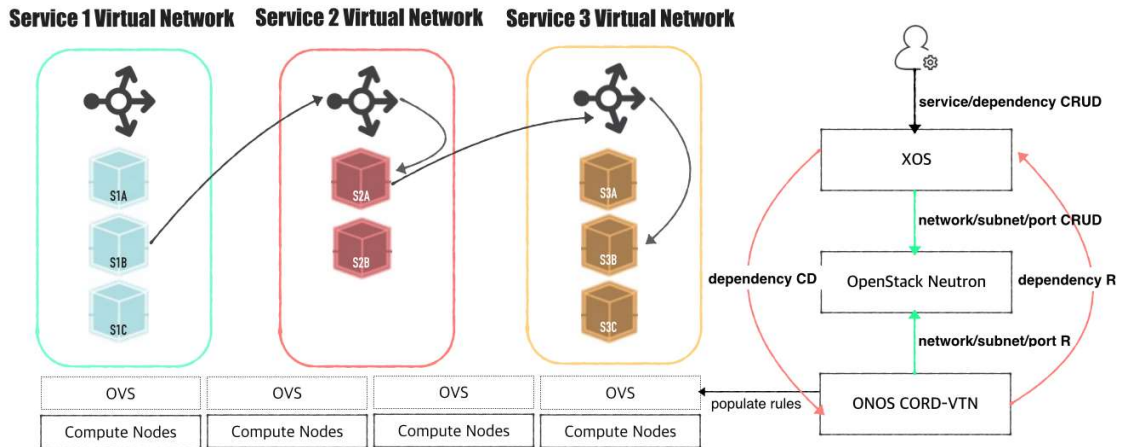 Service 1 Virtual Network
Service 2 Virtual Network
Service 3 Virtual Network
S1A
S1B
S1C
S2A
S2B
S3A
S3B
S3C
OVS
OVS
OVS
OVS
Compute Nodes
Compute Nodes
Compute Nodes
Compute Nodes
service/dependency CRUD
XOS
network/subnet/port CRUD
dependency CD
OpenStack Neutron
dependency R
network/subnet/port R
populate rules
ONOS CORD-VTN